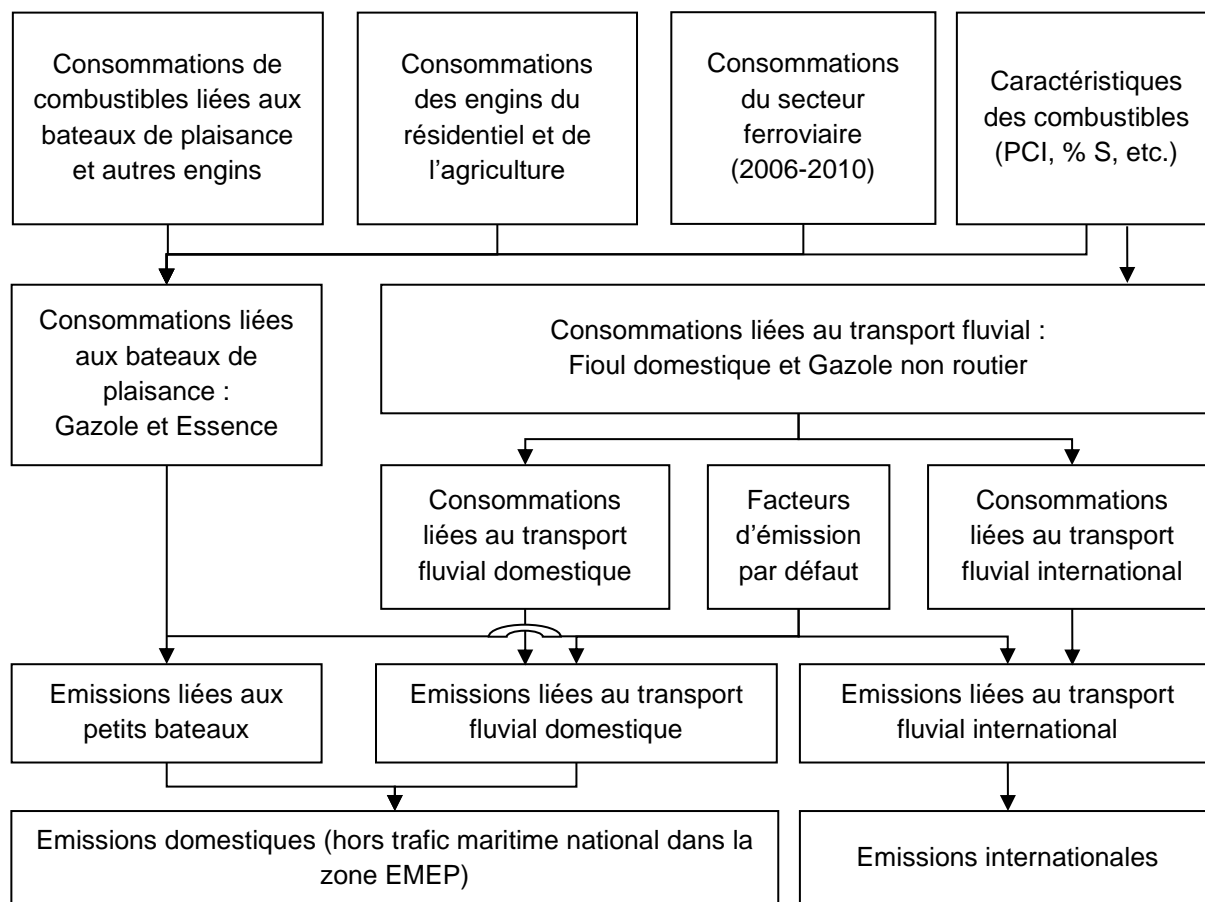 Consommations de
combustibles liées aux
bateaux de plaisance
et autres engins
Consommations
des engins du
résidentiel et de
l'agriculture
Consommations
du secteur
ferroviaire
(2006-2010)
Caractéristiques
des combustibles
(PCI, % S, etc.)
Consommations liées
aux bateaux de
plaisance :
Gazole et Essence
Consommations liées au transport fluvial :
Fioul domestique et Gazole non routier
Consommations
liées au transport
fluvial domestique
Facteurs
d'émission
par défaut
Consommations
liées au transport
fluvial international
Emissions liées aux
petits bateaux
Emissions liées au transport
fluvial domestique
Emissions liées au transport
fluvial international
Emissions domestiques (hors trafic maritime national dans la
zone EMEP)
Emissions internationales